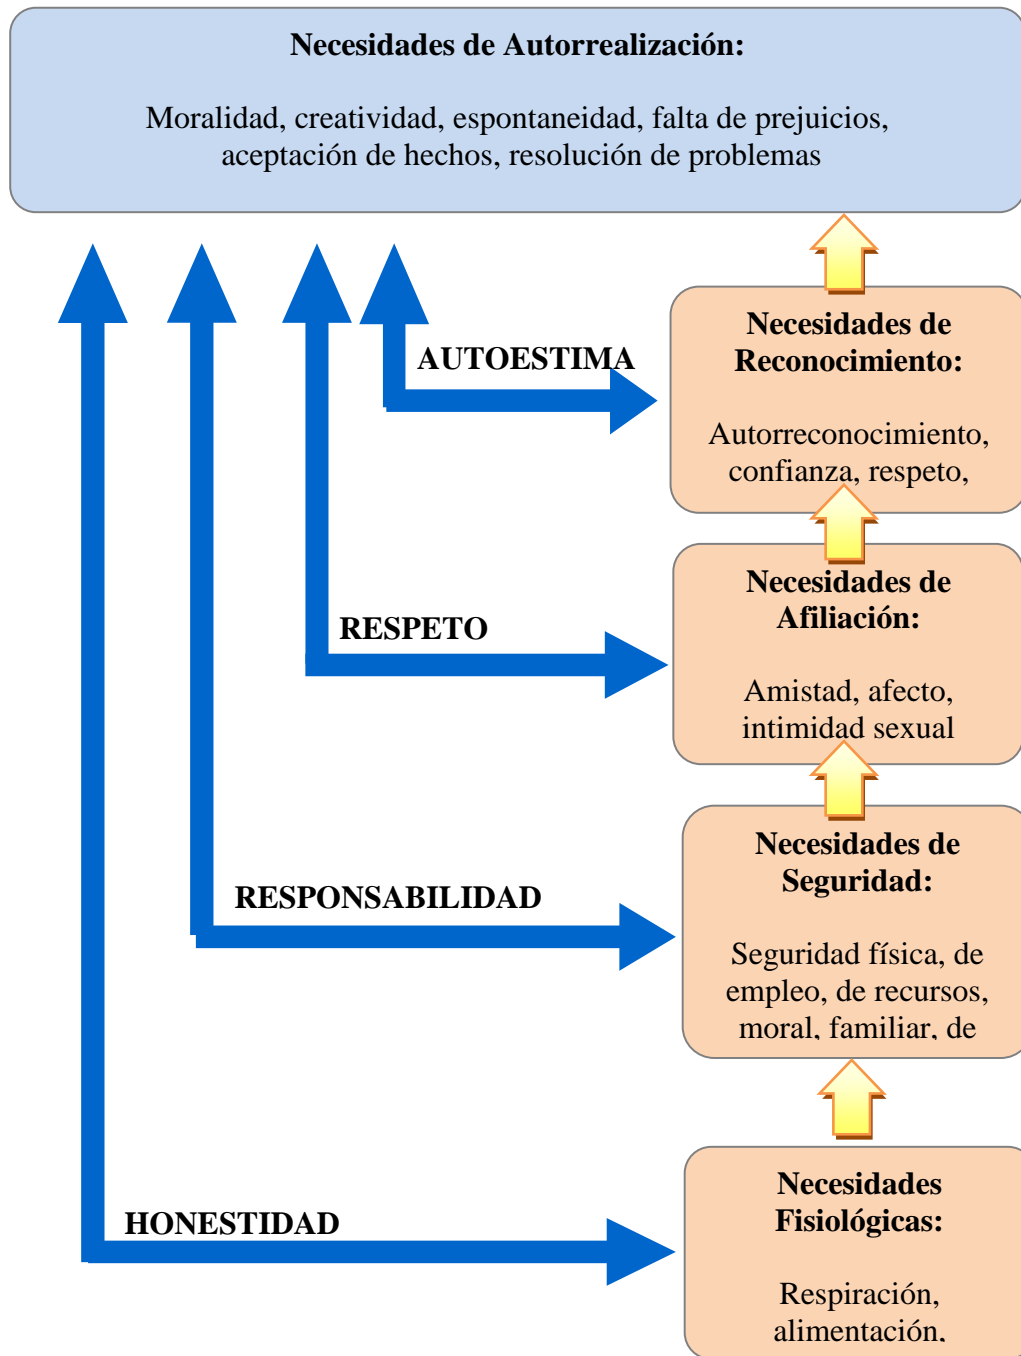 Necesidades de Autorrealización:
Moralidad, creatividad, espontaneidad, falta de prejuicios,
aceptación de hechos, resolución de problemas
AUTOESTIMA
Necesidades de
Reconocimiento:
Autorreconocimiento,
confianza, respeto,
RESPETO
Necesidades de
Afiliación:
Amistad, afecto,
intimidad sexual
RESPONSABILIDAD
Necesidades de
Seguridad:
Seguridad física, de
empleo, de recursos,
moral, familiar, de
HONESTIDAD
Necesidades
Fisiológicas:
Respiración,
alimentación,